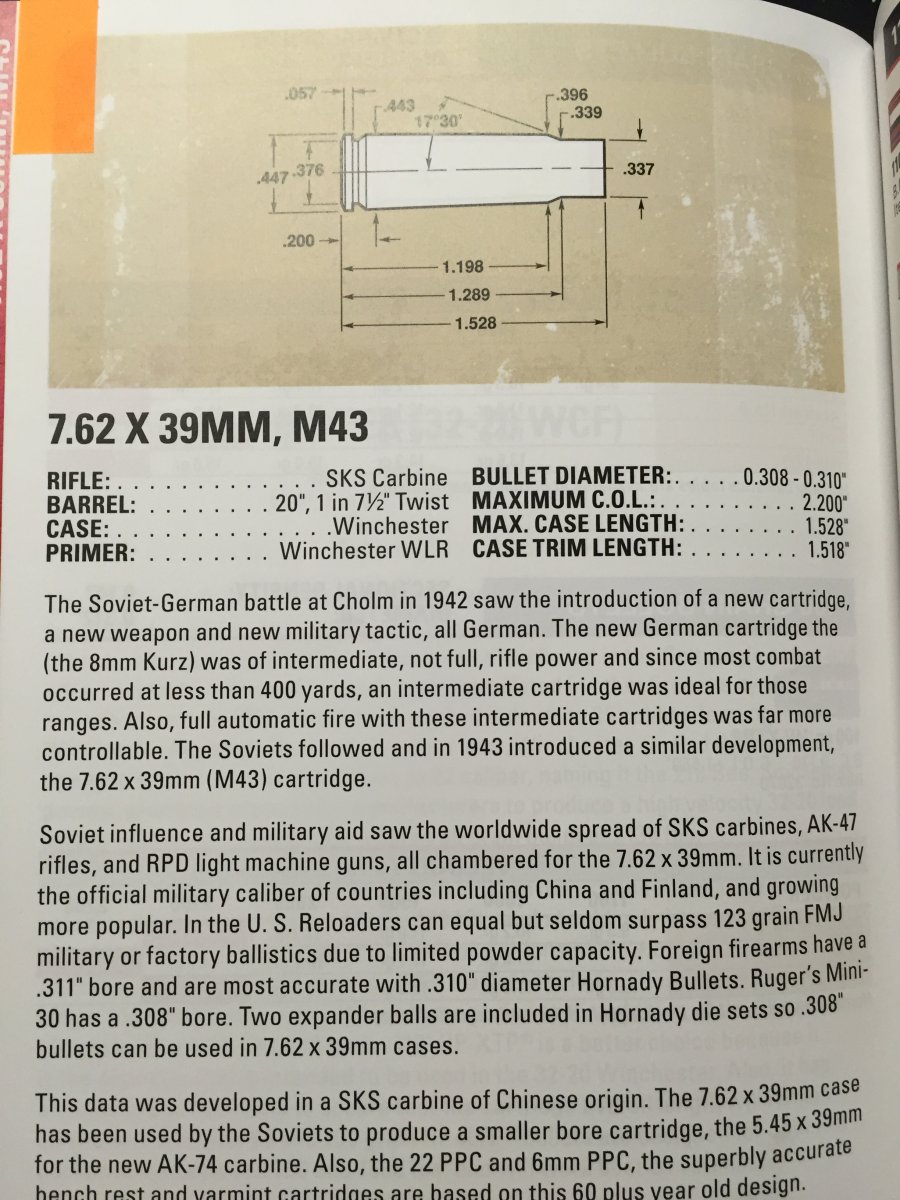 .057
.443
17°30'
.396
.339
.447
.376
.337
.200
1.198
1.289
1.528
7.62 X 39MM, M43
RIFLE: . . . . . . . . . . . . . . SKS Carbine
BARREL: . . . . . . . . . 20", 1 in 7½" Twist
CASE: . . . . . . . . . . . . . . .Winchester
PRIMER: . . . . . . . . Winchester WLR
BULLET DIAMETER: . . . . . 0.308 - 0.310"
MAXIMUM C.O.L.: . . . . . . . . . . . 2.200"
MAX. CASE LENGTH: . . . . . . . . 1.528"
CASE TRIM LENGTH: . . . . . . . . 1.518"
The Soviet-German battle at Cholm in 1942 saw the introduction of a new cartridge,
a new weapon and new military tactic, all German. The new German cartridge the
(the 8mm Kurz) was of intermediate, not full, rifle power and since most combat
occurred at less than 400 yards, an intermediate cartridge was ideal for those
ranges. Also, full automatic fire with these intermediate cartridges was far more
controllable. The Soviets followed and in 1943 introduced a similar development,
the 7.62 x 39mm (M43) cartridge.
Soviet influence and military aid saw the worldwide spread of SKS carbines, AK-47
rifles, and RPD light machine guns, all chambered for the 7.62 x 39mm. It is currently
the official military caliber of countries including China and Finland, and growing
more popular. In the U. S. Reloaders can equal but seldom surpass 123 grain FMJ
military or factory ballistics due to limited powder capacity. Foreign firearms have a
.311" bore and are most accurate with .310" diameter Hornady Bullets. Ruger's Mini-
30 has a .308" bore. Two expander balls are included in Hornady die sets so .308"
bullets can be used in 7.62 x 39mm cases.
This data was developed in a SKS carbine of Chinese origin. The 7.62 x 39mm case
has been used by the Soviets to produce a smaller bore cartridge, the 5.45 x 39mm
for the new AK-74 carbine. Also, the 22 PPC and 6mm PPC, the superbly accurate
bench rest and varmint cartridges are based on this 60 plus year old design.